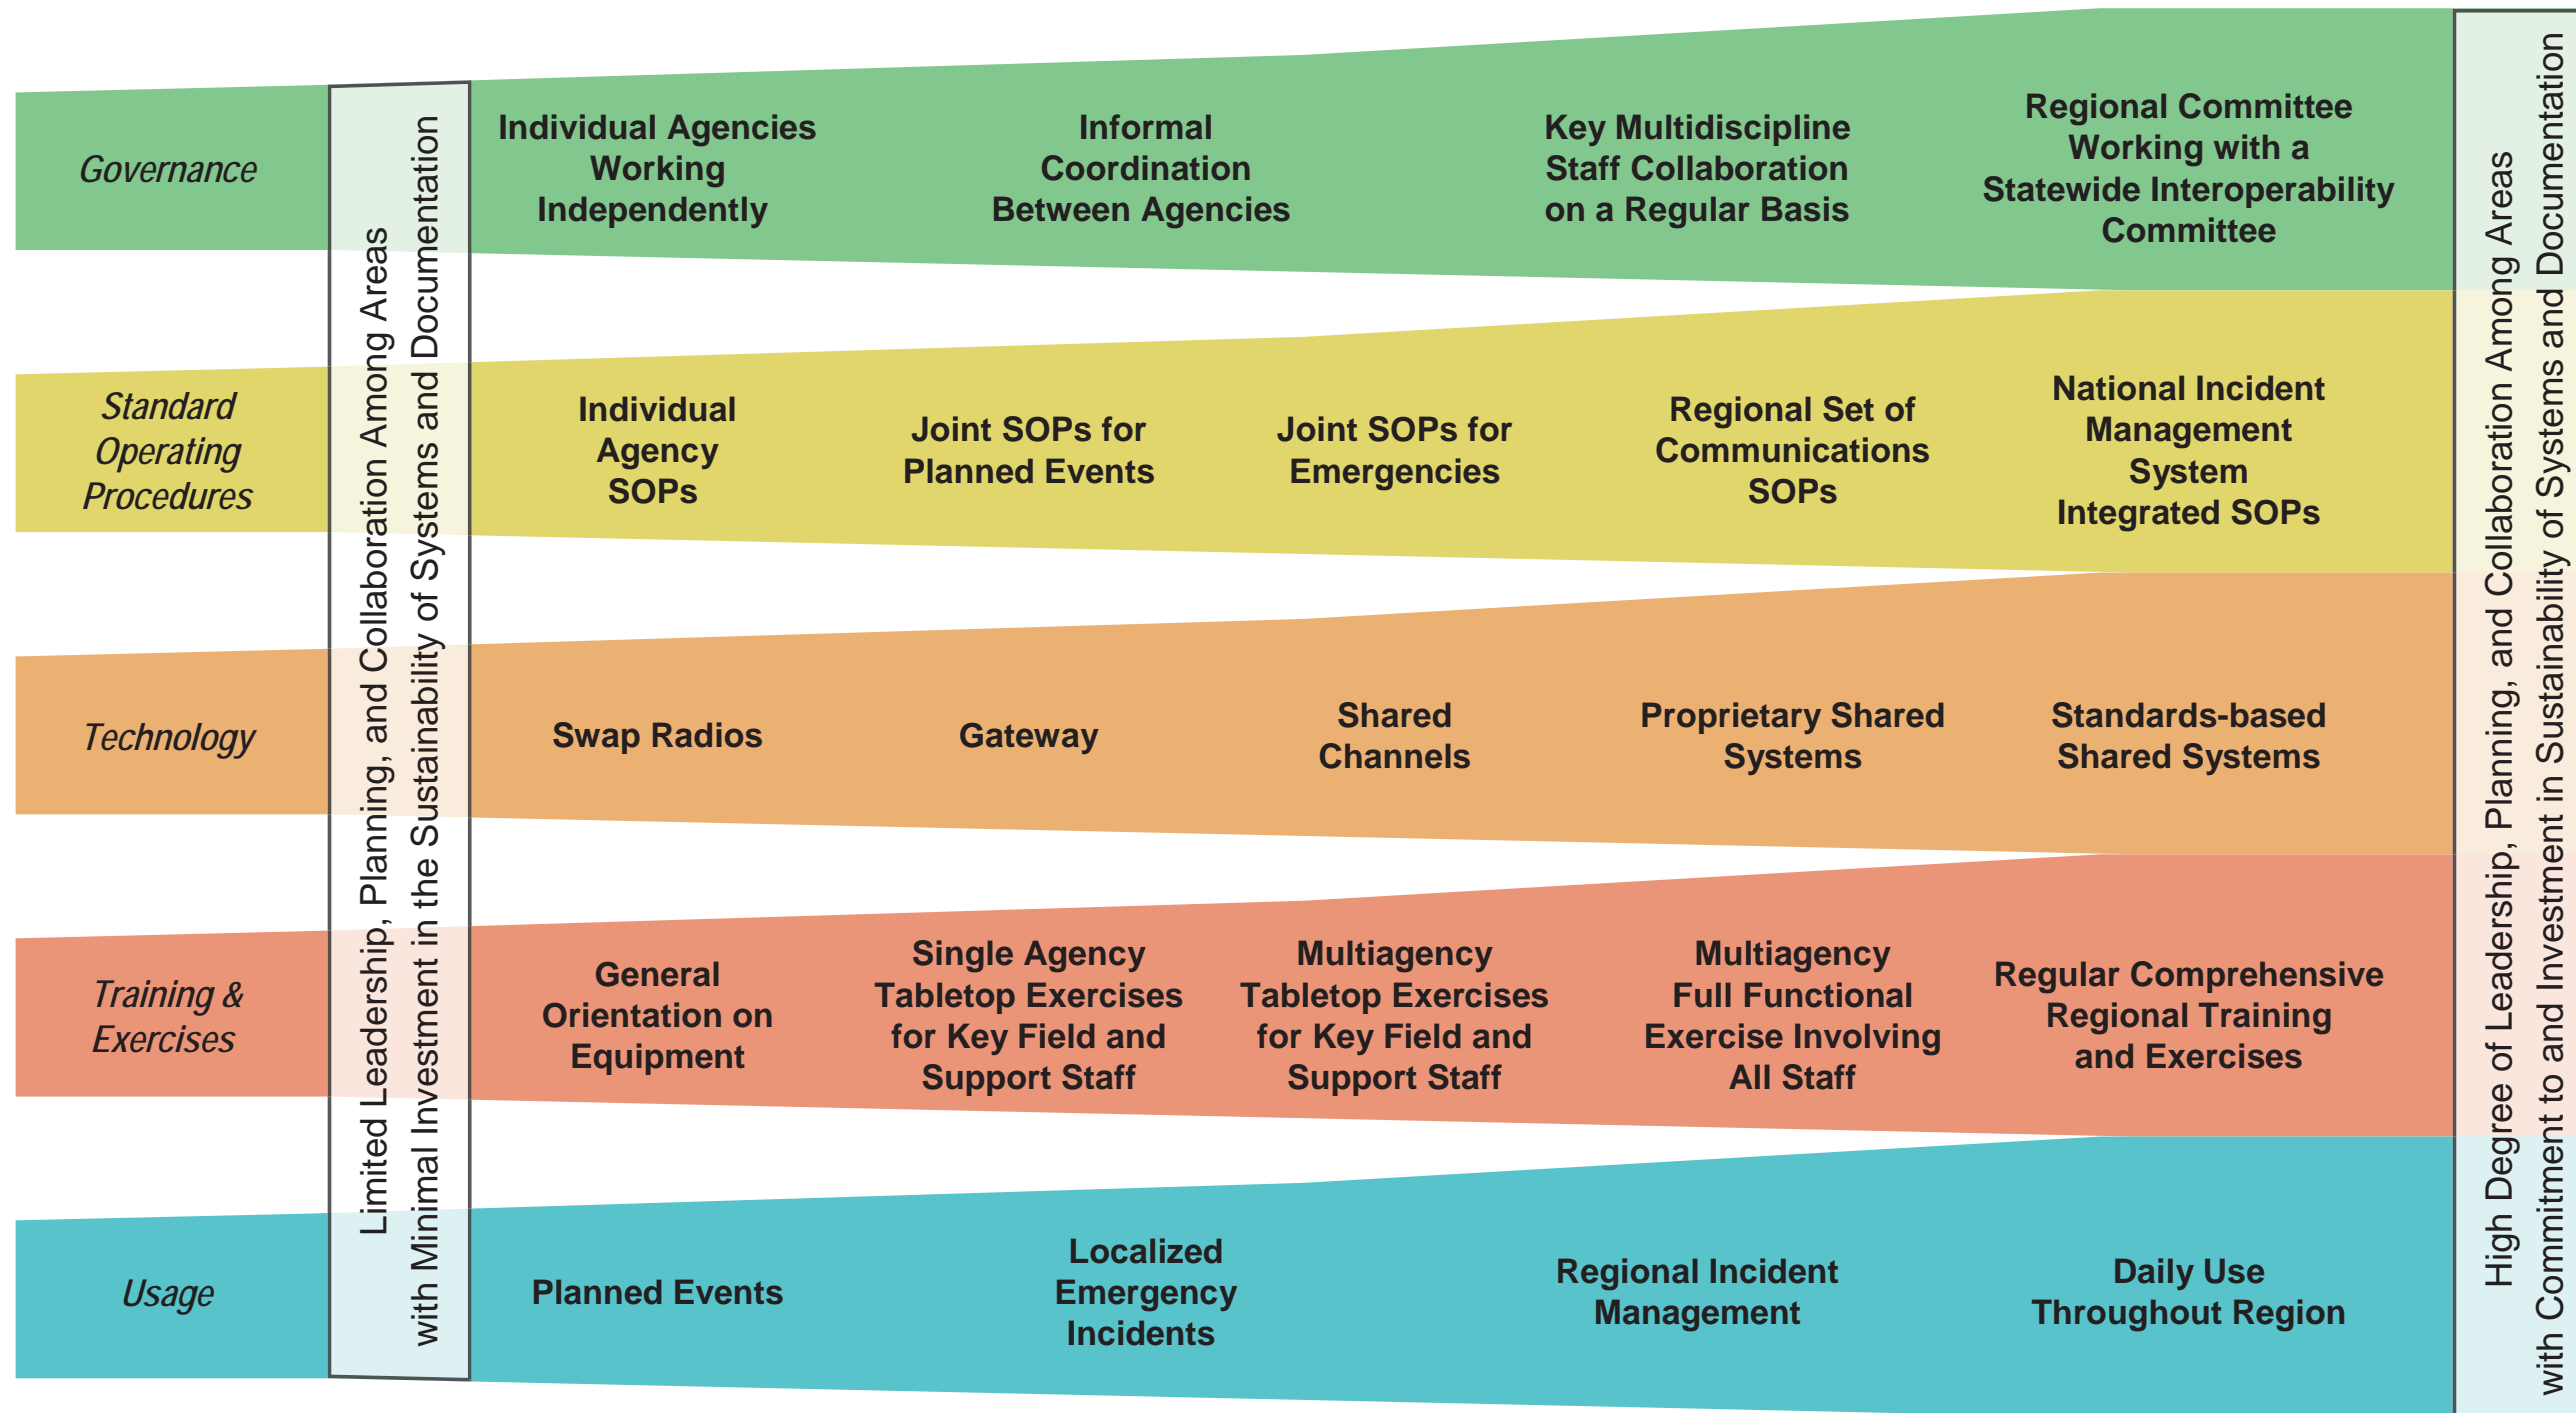 Governance
Limited Leadership, Planning, and Collaboration Among Areas
with Minimal Investment in the Sustainability of Systems and Documentation
Individual Agencies
Working
Independently
Informal
Coordination
Between Agencies
Key Multidiscipline
Staff Collaboration
on a Regular Basis
Regional Committee
Working with a
Statewide Interoperability
Committee
High Degree of Leadership, Planning, and Collaboration Among Areas
with Commitment to and Investment in Sustainability of Systems and Documentation
Standard
Operating
Procedures
Individual
Agency
SOPs
Joint SOPs for
Planned Events
Joint SOPs for
Emergencies
Regional Set of
Communications
SOPs
National Incident
Management
System
Integrated SOPs
Technology
Swap Radios
Gateway
Shared
Channels
Proprietary Shared
Systems
Standards-based
Shared Systems
Training &
Exercises
General
Orientation on
Equipment
Single Agency
Tabletop Exercises
for Key Field and
Support Staff
Multiagency
Tabletop Exercises
for Key Field and
Support Staff
Multiagency
Full Functional
Exercise Involving
All Staff
Regular Comprehensive
Regional Training
and Exercises
Usage
Planned Events
Localized
Emergency
Incidents
Regional Incident
Management
Daily Use
Throughout Region